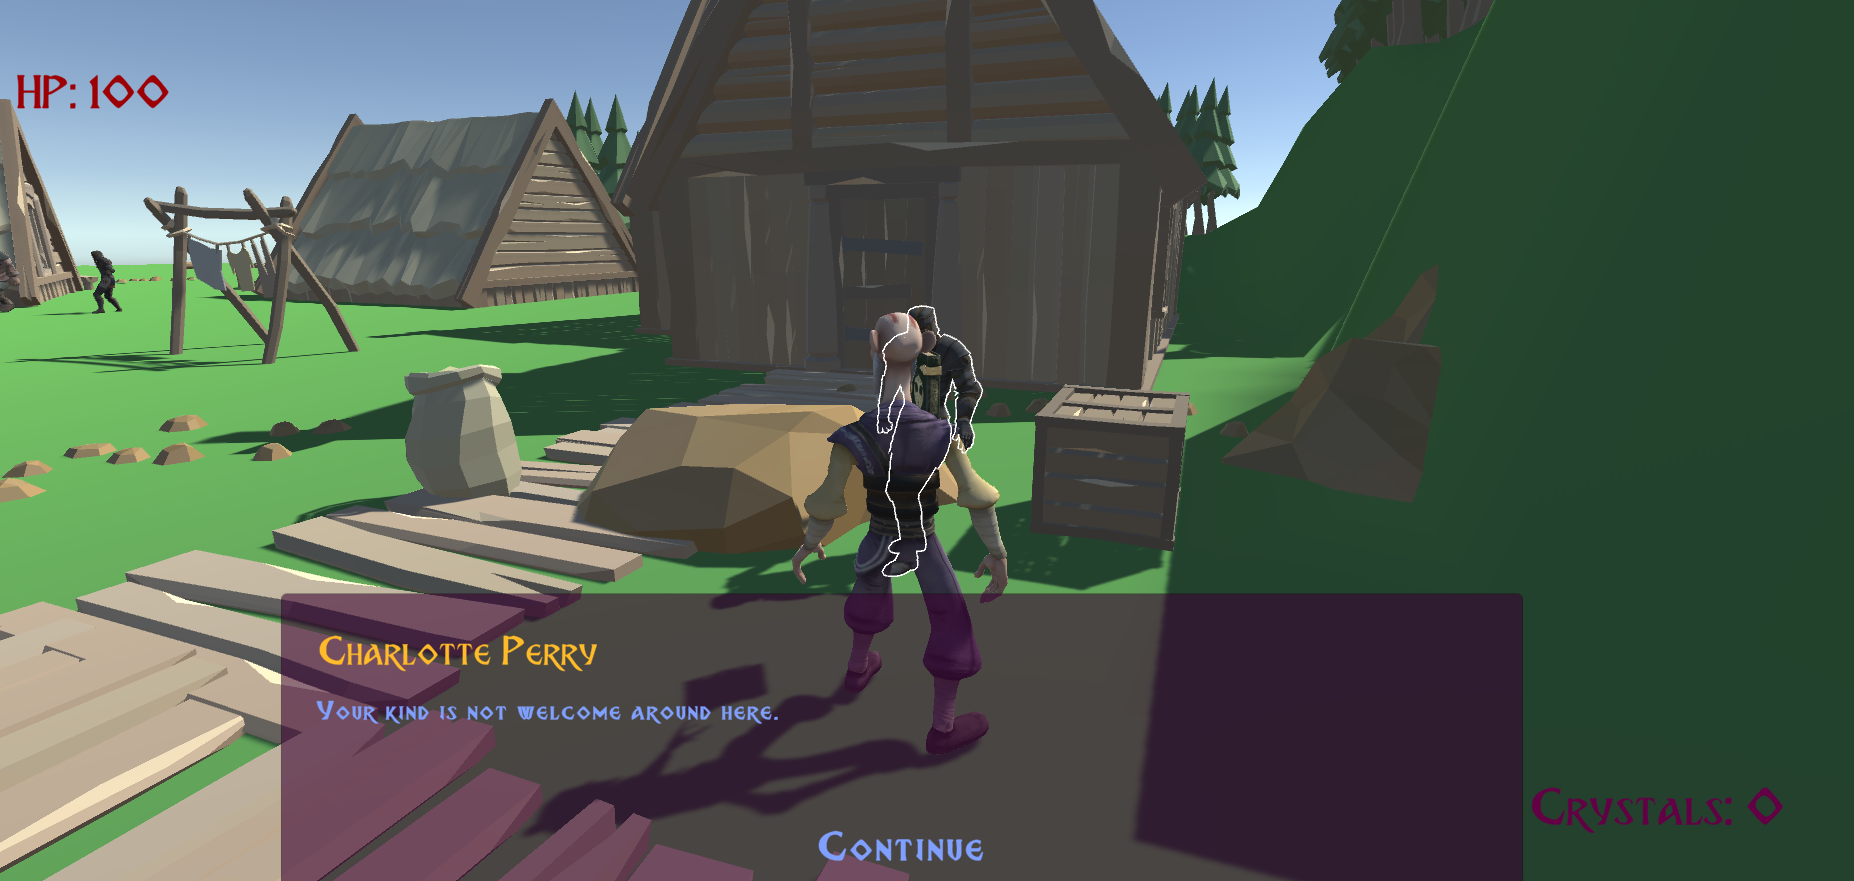 HP: 100
Charlotte Perry
Your kind is not welcome around here.
Continue
Crystals: 0